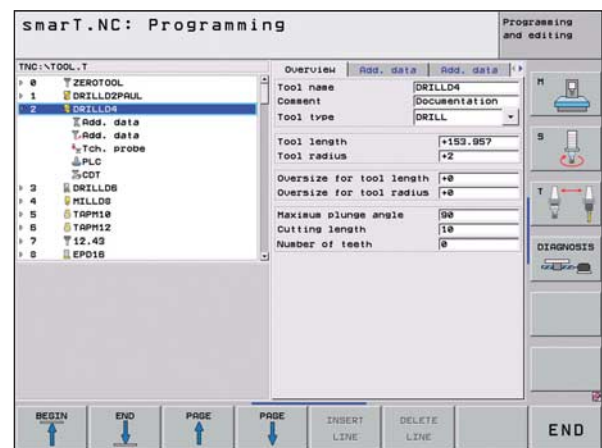 smarT.NC: Programming
Programming
and editing
TNC:\TOOL.T
0 ZEROTOOL
1 DRILLD2PAUL
2 DRILLD4
Add. data
Add. data
Tch. probe
PLC
CDT
3 DRILLD6
4 MILLD8
5 TAPM10
6 TAPM12
7 12.43
8 EPD16
Overview Add. data Add. data
Tool name DRILLD4
Comment Documentation
Tool type DRILL
Tool length +153.957
Tool radius +2
Oversize for tool length +0
Oversize for tool radius +0
Maximum plunge angle 90
Cutting length 10
Number of teeth 0
M
S
T
DIAGNOSIS
BEGIN
END
PAGE
PAGE
INSERT
LINE
DELETE
LINE
END